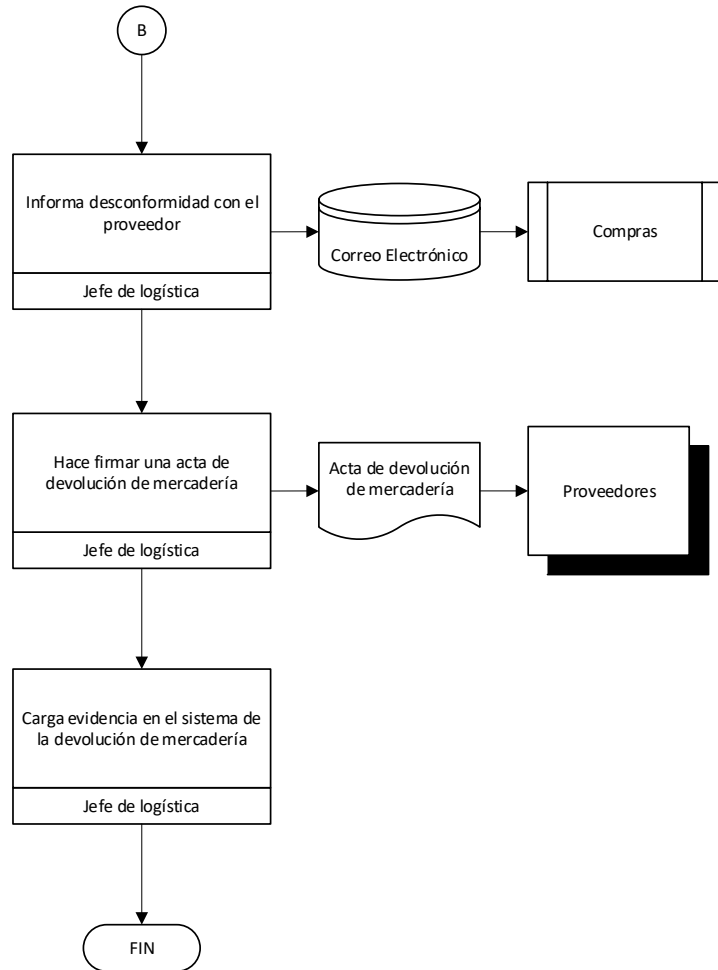 B
Informa desconformidad con el
proveedor
Jefe de logística
Correo Electrónico
Compras
Hace firmar una acta de
devolución de mercadería
Jefe de logística
Acta de devolución
de mercadería
Proveedores
Carga evidencia en el sistema de
la devolución de mercadería
Jefe de logística
FIN